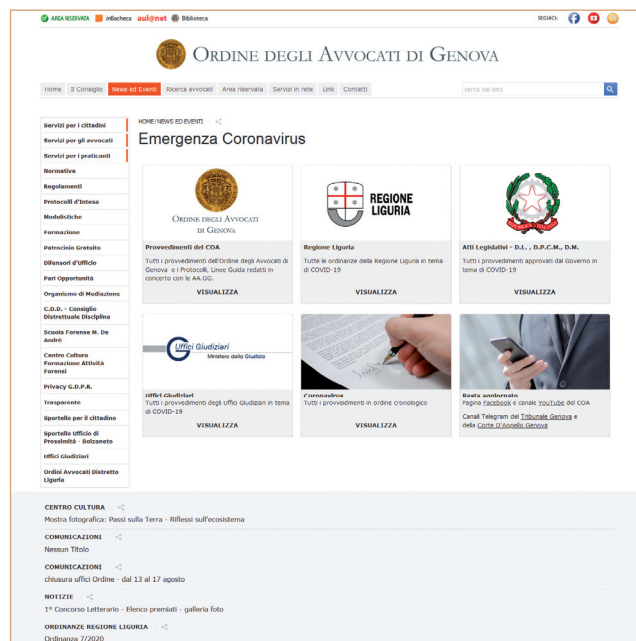 AREA RISERVATA inBacheca aul@net Biblioteca
SEGUICI:
ORDINE DEGLI AVVOCATI DI GENOVA
Home Il Consiglio News ed Eventi Ricerca avvocati Area riservata Servizi in rete Link Contatti
cerca nel sito
Servizi per i cittadini
Servizi per gli avvocati
Servizi per i praticanti
Normative
Regolamenti
Protocolli d'Intesa
Modulistiche
Formazione
Patrocinio Gratuito
Difensori d'Ufficio
Pari Opportunità
Organismo di Mediazione
C.D.D. - Consiglio
Distrettuale Disciplina
Scuola Forense M. De
Andrè
Centro Cultura
Formazione Attività
Forensi
Privacy G.D.P.R.
Trasparente
Sportello per il cittadino
Sportello Ufficio di
Prossimità - Bolzaneto
Uffici Giudiziari
Ordini Avvocati Distretto
Liguria
HOME/NEWS ED EVENTI
Emergenza Coronavirus
ORDINE DEGLI AVVOCATI
DI GENOVA
Provvedimenti del COA
Tutti i provvedimenti dell'Ordine degli Avvocati di
Genova e i Protocolli, Linee Guida redatti in
concerto con le AA.GG.
VISUALIZZA
REGIONE
LIGURIA
Regione Liguria
Tutte le ordinanze della Regione Liguria in tema
di COVID-19
VISUALIZZA
Atti Legislativi - D.L. , D.P.C.M., D.M.
Tutti i provvedimenti approvati dal Governo in
tema di COVID-19
VISUALIZZA
Uffici Giudiziari
Ministero della Giustizia
Uffici Giudiziari
Tutti i provvedimenti degli Uffici Giudiziari in tema
di COVID-19
VISUALIZZA
Coronavirus
Tutti i provveidmenti in ordine cronologico
VISUALIZZA
Resta aggiornato
Pagina Facebook e canale YouTube del COA
Canali Telegram del Tribunale Genova e
della Corte D'Appello Genova
CENTRO CULTURA
Mostra fotografica: Passi sulla Terra - Riflessi sull'ecosistema
COMUNICAZIONI
Nessun Titolo
COMUNICAZIONI
chiusura uffici Ordine - dal 13 al 17 agosto
NOTIZIE
1° Concorso Letterario - Elenco premiati - galleria foto
ORDINANZE REGIONE LIGURIA
Ordinanza 7/2020